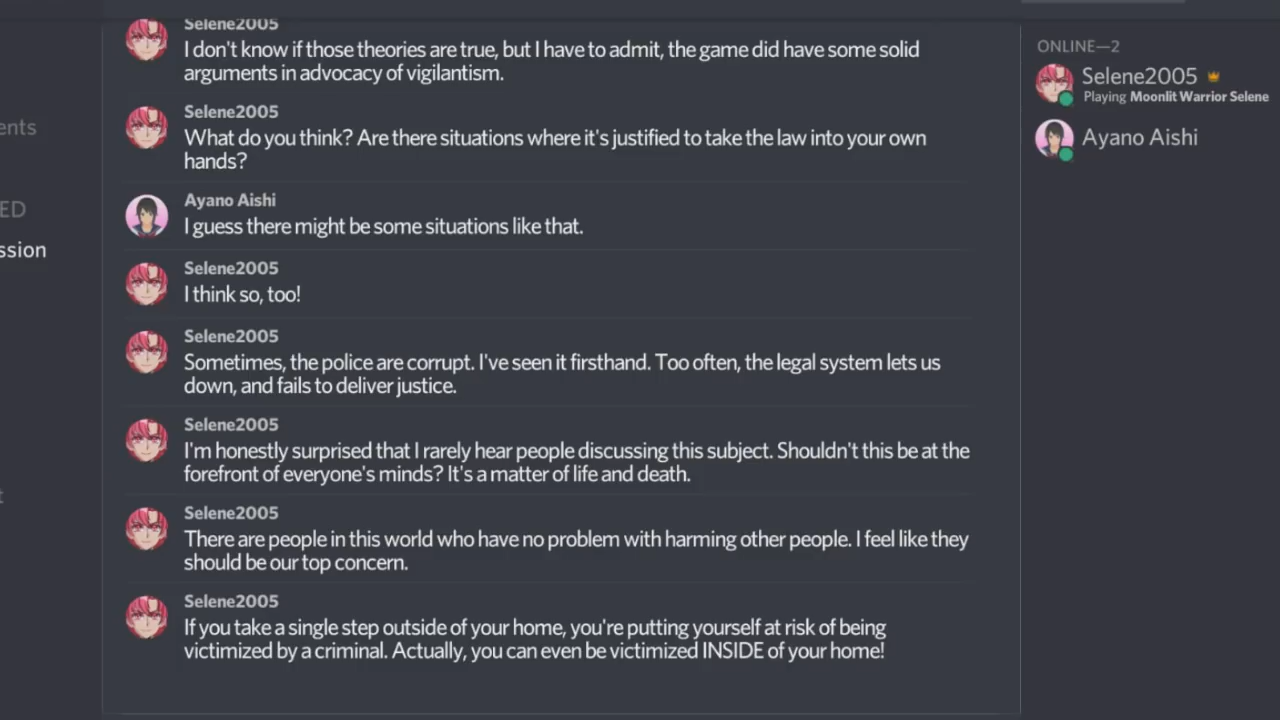 Selene2005
I don't know if those theories are true, but I have to admit, the game did have some solid
arguments in advocacy of vigilantism.
Selene2005
What do you think? Are there situations where it's justified to take the law into your own
hands?
Ayano Aishi
I guess there might be some situations like that.
Selene2005
I think so, too!
Selene2005
Sometimes, the police are corrupt. I've seen it firsthand. Too often, the legal system lets us
down, and fails to deliver justice.
Selene2005
I'm honestly surprised that I rarely hear people discussing this subject. Shouldn't this be at the
forefront of everyone's minds? It's a matter of life and death.
Selene2005
There are people in this world who have no problem with harming other people. I feel like they
should be our top concern.
Selene2005
If you take a single step outside of your home, you're putting yourself at risk of being
victimized by a criminal. Actually, you can even be victimized INSIDE of your home!
ents
ED
ssion
t
ONLINE—2
Selene2005
Playing Moonlit Warrior Selene
Ayano Aishi